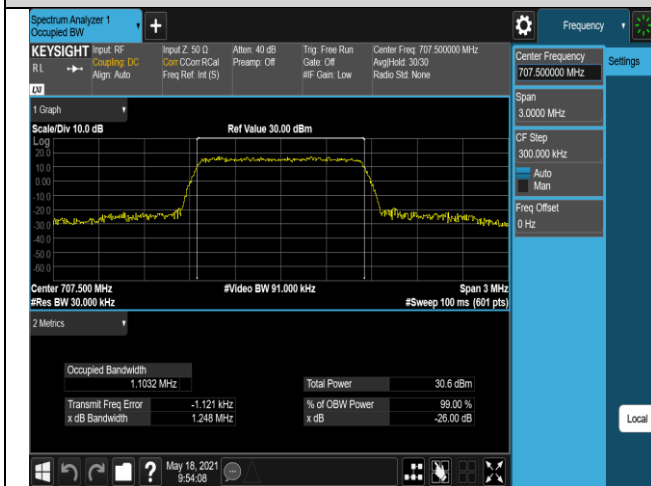 Spectrum Analyzer 1
Occupied BW
Frequency
KEYSIGHT Input: RF Input Z: 50 Ω Atten: 40 dB Trig: Free Run Center Freq: 707.500000 MHz
RL Coupling: DC Corr CCorr RCal Preamp: Off Gate: Off Avg|Hold: 30/30
Align: Auto Freq Ref: Int (S) #IF Gain: Low Radio Std: None
LXI
Center Frequency
707.500000 MHz
Settings
Span
3.0000 MHz
CF Step
300.000 kHz
Auto
Man
Freq Offset
0 Hz
1 Graph
Scale/Div 10.0 dB Ref Value 30.00 dBm
Log
20.0
10.0
0.00
-10.0
-20.0
-30.0
-40.0
-50.0
-60.0
Center 707.500 MHz #Video BW 91.000 kHz Span 3 MHz
#Res BW 30.000 kHz #Sweep 100 ms (601 pts)
2 Metrics
Occupied Bandwidth
1.1032 MHz Total Power 30.6 dBm
Transmit Freq Error -1.121 kHz % of OBW Power 99.00 %
x dB Bandwidth 1.248 MHz x dB -26.00 dB
Local
? May 18, 2021
9:54:08